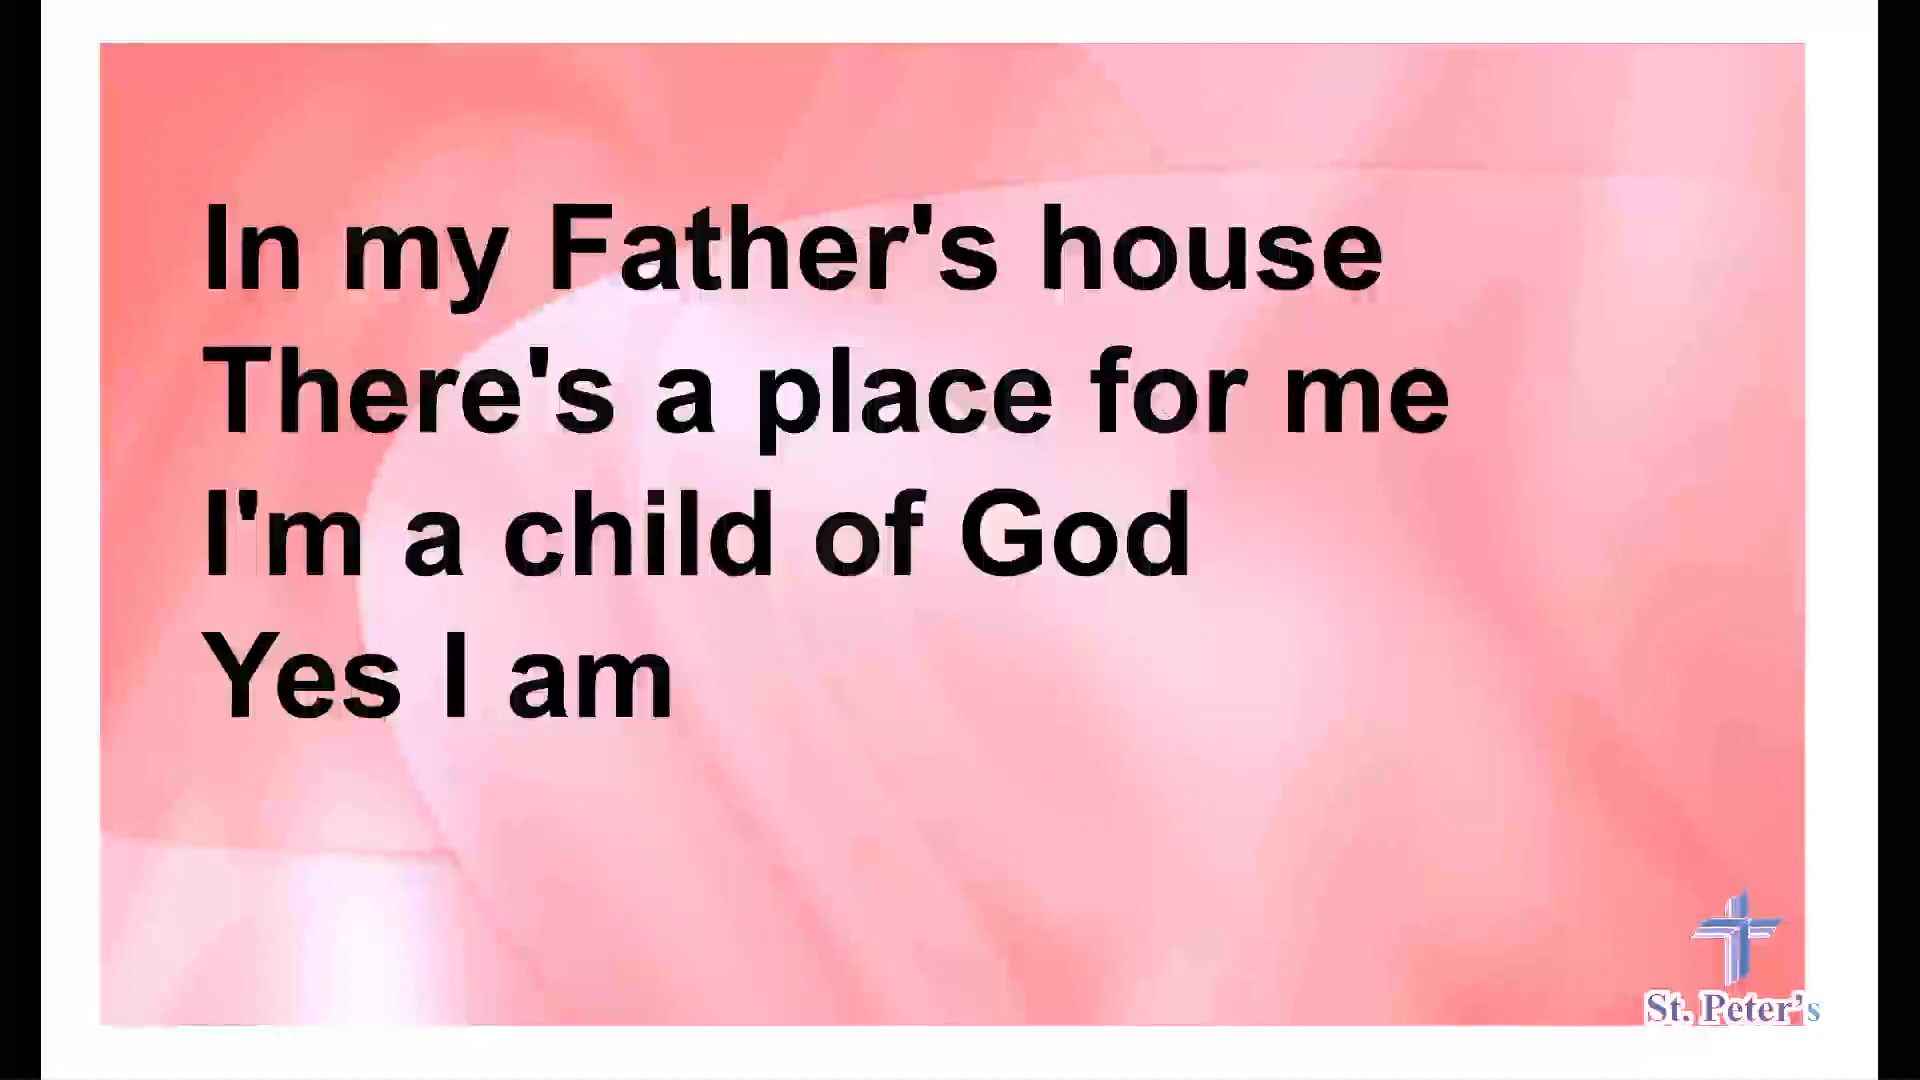 In my Father's house
There's a place for me
I'm a child of God
Yes I am
St. Peter's